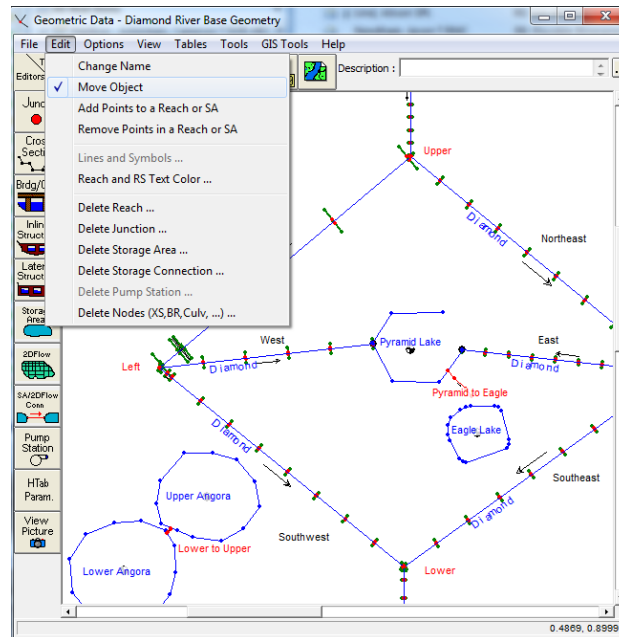 Geometric Data - Diamond River Base Geometry
File Edit Options View Tables Tools GIS Tools Help
Editors
Description :
...
Change Name
✓ Move Object
Add Points to a Reach or SA
Remove Points in a Reach or SA
Lines and Symbols ...
Reach and RS Text Color ...
Delete Reach ...
Delete Junction ...
Delete Storage Area ...
Delete Storage Connection ...
Delete Pump Station ...
Delete Nodes (XS,BR,Culv, ...) ...
Junc
Cros
Secti
Brdg/C
Inlin
Struct
Later
Struct
Storag
Area
2DFlow
SA/2DFlow
Conn
Pump
Station
HTab
Param.
View
Picture
Upper
Diamond
Northeast
West
Pyramid Lake
East
Left
Diamond
Diamond
Pyramid to Eagle
Diamond
Eagle Lake
Southeast
Upper Angora
Diamond
Southwest
Lower to Upper
Lower Angora
Lower
0.4869, 0.8999